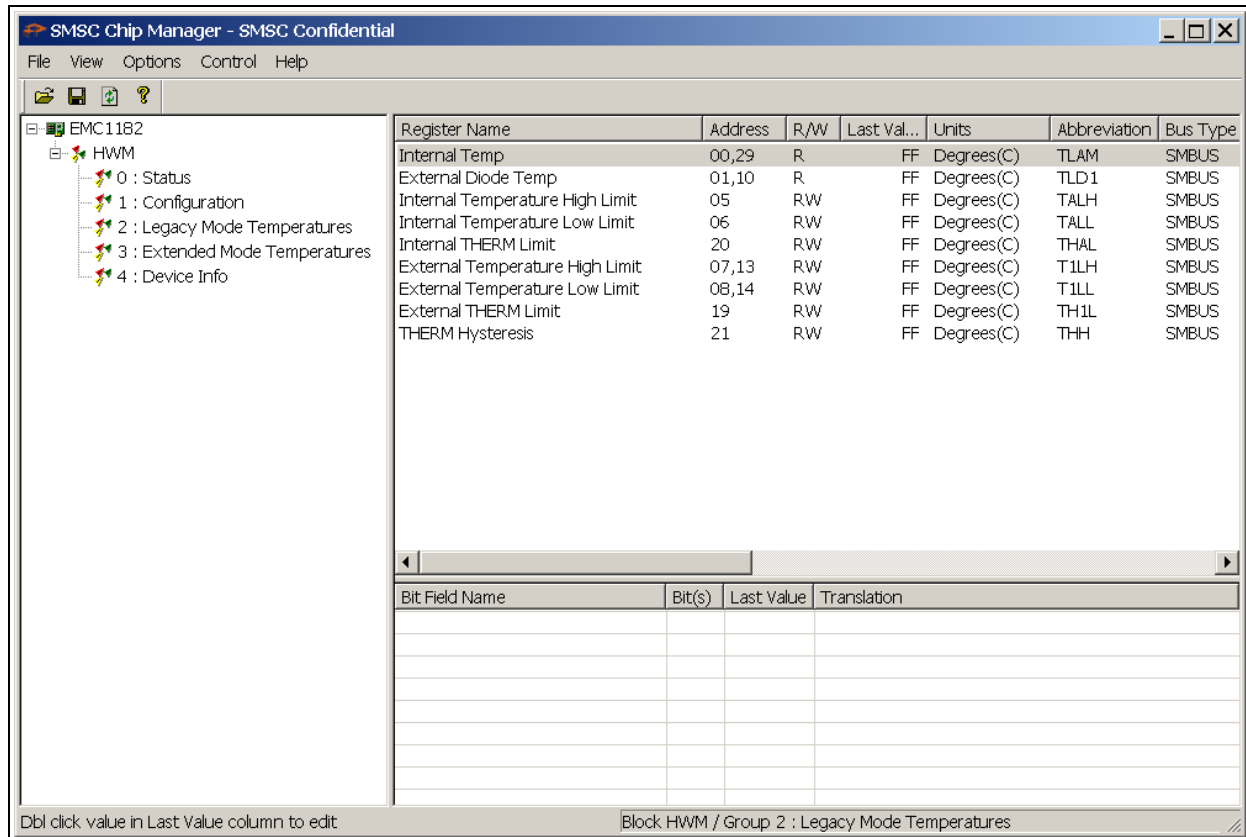 SMSC Chip Manager - SMSC Confidential
File View Options Control Help
EMC1182
HWM
0 : Status
1 : Configuration
2 : Legacy Mode Temperatures
3 : Extended Mode Temperatures
4 : Device Info
Register Name Address R/W Last Val... Units Abbreviation Bus Type
Internal Temp 00,29 R FF Degrees(C) TLAM SMBUS
External Diode Temp 01,10 R FF Degrees(C) TLD1 SMBUS
Internal Temperature High Limit 05 RW FF Degrees(C) TALH SMBUS
Internal Temperature Low Limit 06 RW FF Degrees(C) TALL SMBUS
Internal THERM Limit 20 RW FF Degrees(C) THAL SMBUS
External Temperature High Limit 07,13 RW FF Degrees(C) T1LH SMBUS
External Temperature Low Limit 08,14 RW FF Degrees(C) T1LL SMBUS
External THERM Limit 19 RW FF Degrees(C) TH1L SMBUS
THERM Hysteresis 21 RW FF Degrees(C) THH SMBUS
Bit Field Name Bit(s) Last Value Translation
Dbl click value in Last Value column to edit
Block HWM / Group 2 : Legacy Mode Temperatures